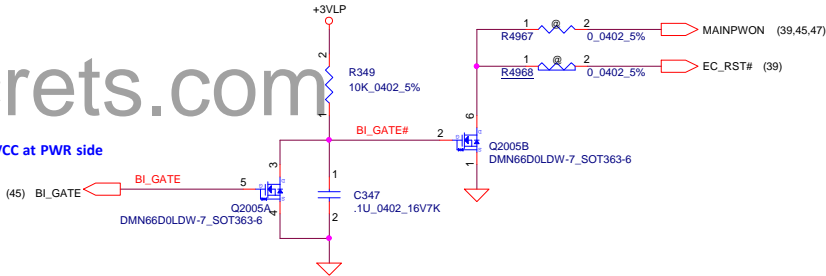 +3VLP
1 @ 2
R4967 0_0402_5%
MAINPWON (39,45,47)
1 @ 2
R4968 0_0402_5%
EC_RST# (39)
2
R349
10K_0402_5%
1
rets.com
BI_GATE#
2
6
1
Q2005B
DMN66D0LDW-7_SOT363-6
VCC at PWR side
(45) BI_GATE
BI_GATE
5
3
4
Q2005A
DMN66D0LDW-7_SOT363-6
1
C347
.1U_0402_16V7K
2